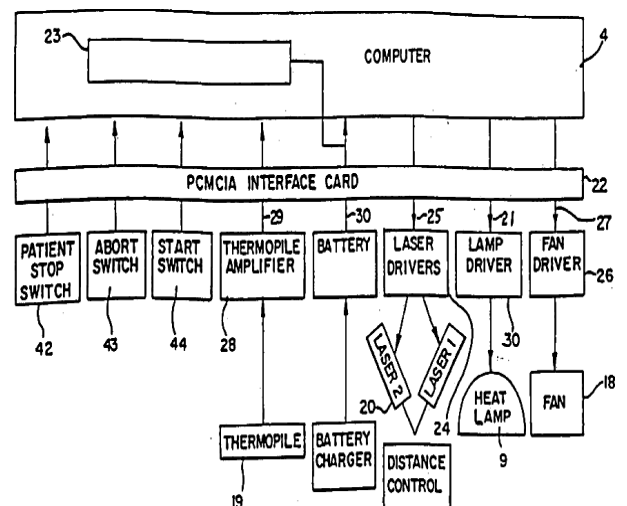 23
COMPUTER
4
PCMCIA INTERFACE CARD
22
29
30
25
21
27
PATIENT
STOP
SWITCH
ABORT
SWITCH
START
SWITCH
THERMOPILE
AMPLIFIER
BATTERY
LASER
DRIVERS
LAMP
DRIVER
FAN
DRIVER
26
42
43
44
28
30
LASER 2
LASER 1
20
24
HEAT
LAMP
9
FAN
18
THERMOPILE
19
BATTERY
CHARGER
DISTANCE
CONTROL